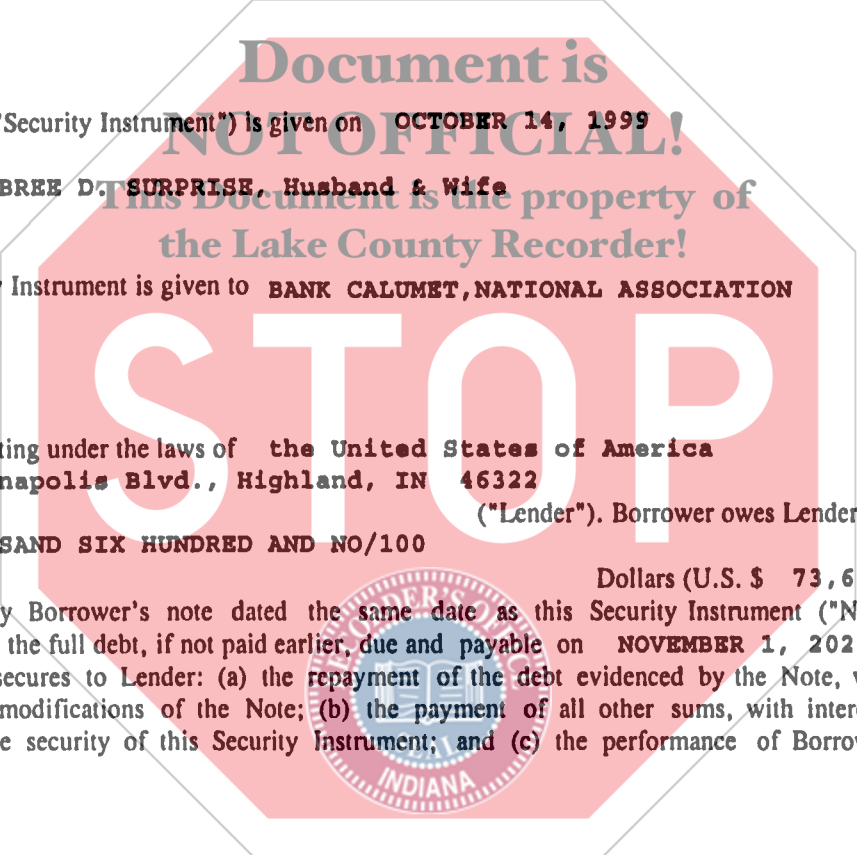 Document is
"Security Instrument") is given on OCTOBER 14, 1999
NOT OFFICIAL!
BREE D. SURPRISE, Husband & Wife
This Document is the property of
the Lake County Recorder!
Instrument is given to BANK CALUMET,NATIONAL ASSOCIATION
STOP
ting under the laws of the United States of America
napolis Blvd., Highland, IN 46322
("Lender"). Borrower owes Lender
SAND SIX HUNDRED AND NO/100
Dollars (U.S. $ 73,6
y Borrower's note dated the same date as this Security Instrument ("N
the full debt, if not paid earlier, due and payable on NOVEMBER 1, 202
secures to Lender: (a) the repayment of the debt evidenced by the Note, w
modifications of the Note; (b) the payment of all other sums, with inter
e security of this Security Instrument; and (c) the performance of Borrow
RECORDER'S OFFICE
SEAL
INDIANA